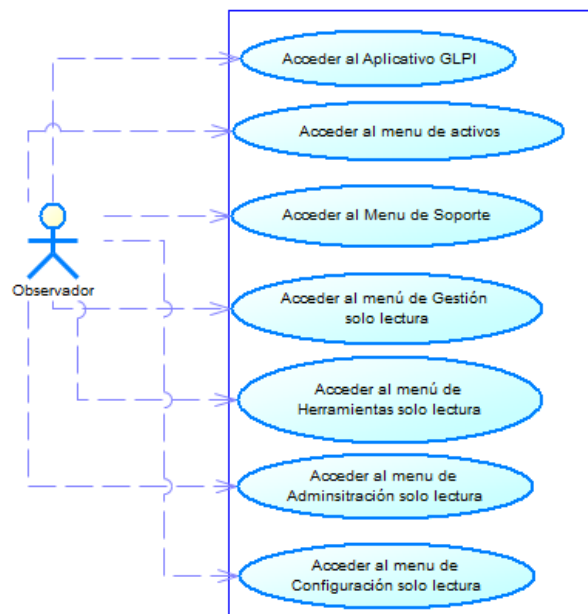 Acceder al Aplicativo GLPI
Acceder al menu de activos
Acceder al Menu de Soporte
Observador
Acceder al menú de Gestión
solo lectura
Acceder al menú de
Herramientas solo lectura
Acceder al menu de
Adminsitración solo lectura
Acceder al menu de
Configuración solo lectura